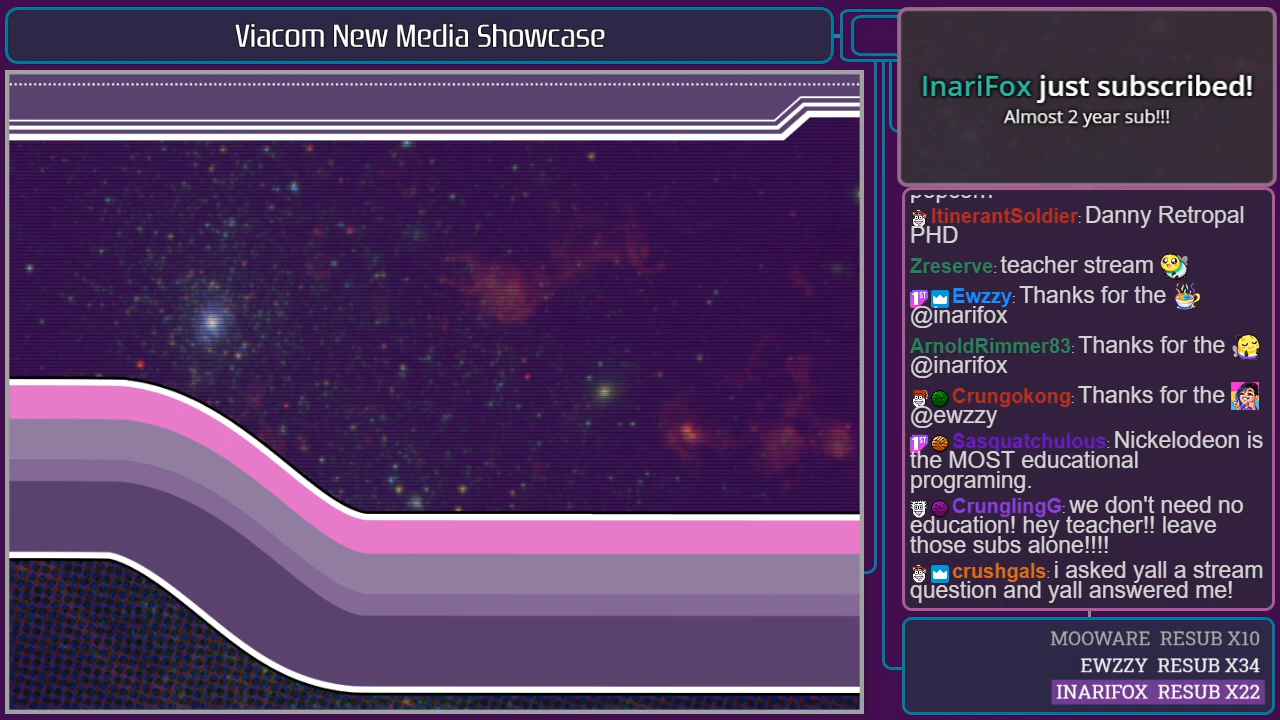 Viacom New Media Showcase
InariFox just subscribed!
Almost 2 year sub!!!
popcorn
ItinerantSoldier: Danny Retropal
PHD
Zreserve: teacher stream
1ST Ewzzy: Thanks for the
@inarifox
ArnoldRimmer83: Thanks for the
@inarifox
Crungokong: Thanks for the
@ewzzy
1ST Sasquatchulous: Nickelodeon is
the MOST educational
programing.
CrunglingG: we don't need no
education! hey teacher!! leave
those subs alone!!!!
crushgals: i asked yall a stream
question and yall answered me!
MOOWARE RESUB X10
EWZZY RESUB X34
INARIFOX RESUB X22